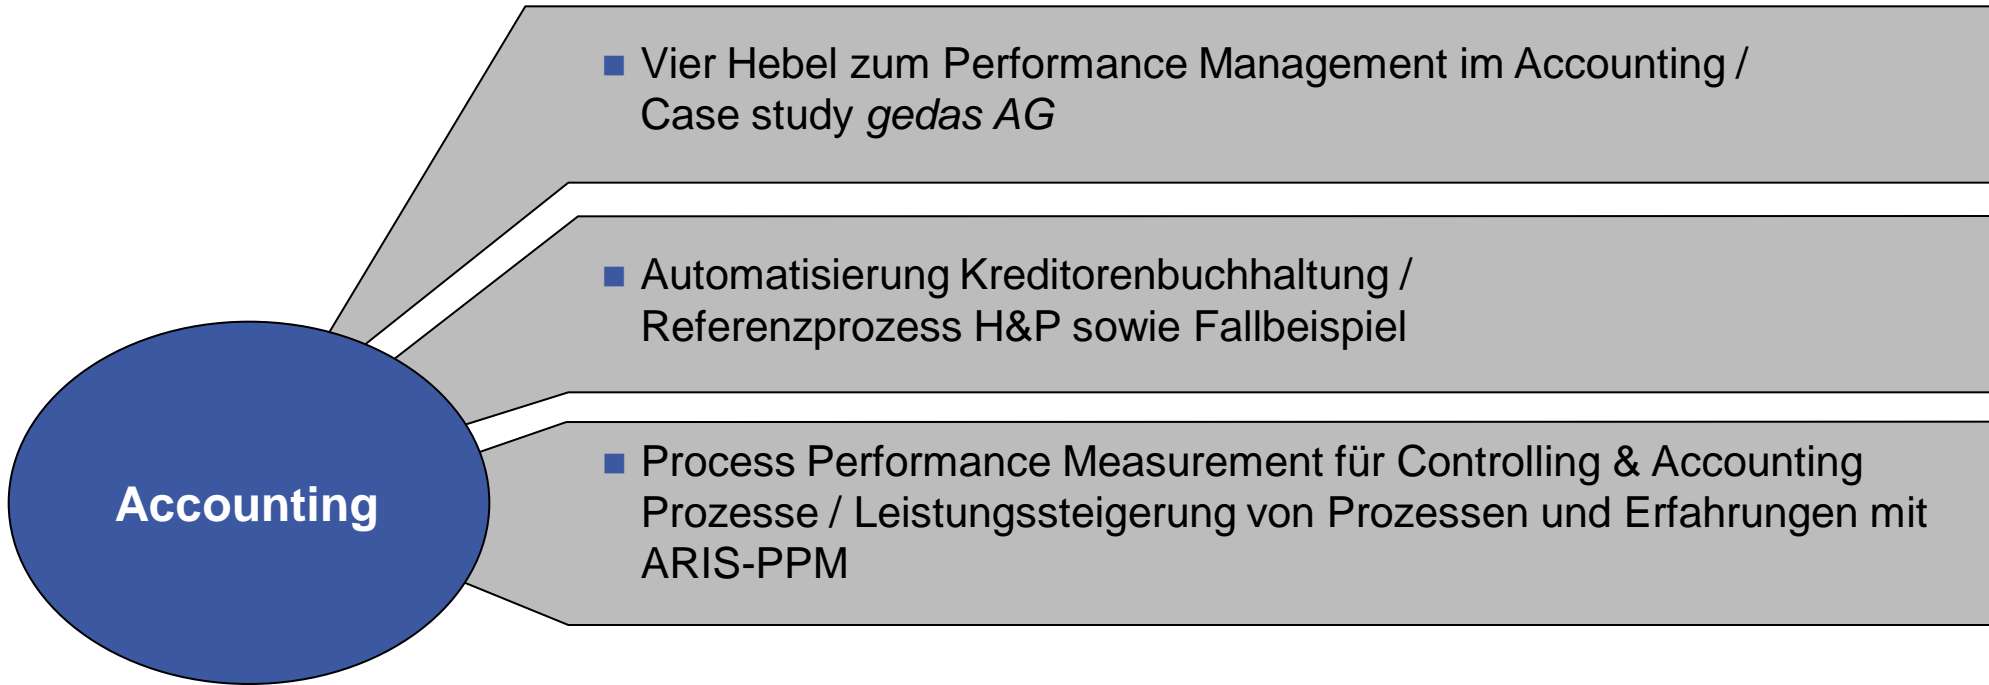 Vier Hebel zum Performance Management im Accounting /
Case study gedas AG
Automatisierung Kreditorenbuchhaltung /
Referenzprozess H&P sowie Fallbeispiel
Accounting
Process Performance Measurement für Controlling & Accounting
Prozesse / Leistungssteigerung von Prozessen und Erfahrungen mit
ARIS-PPM